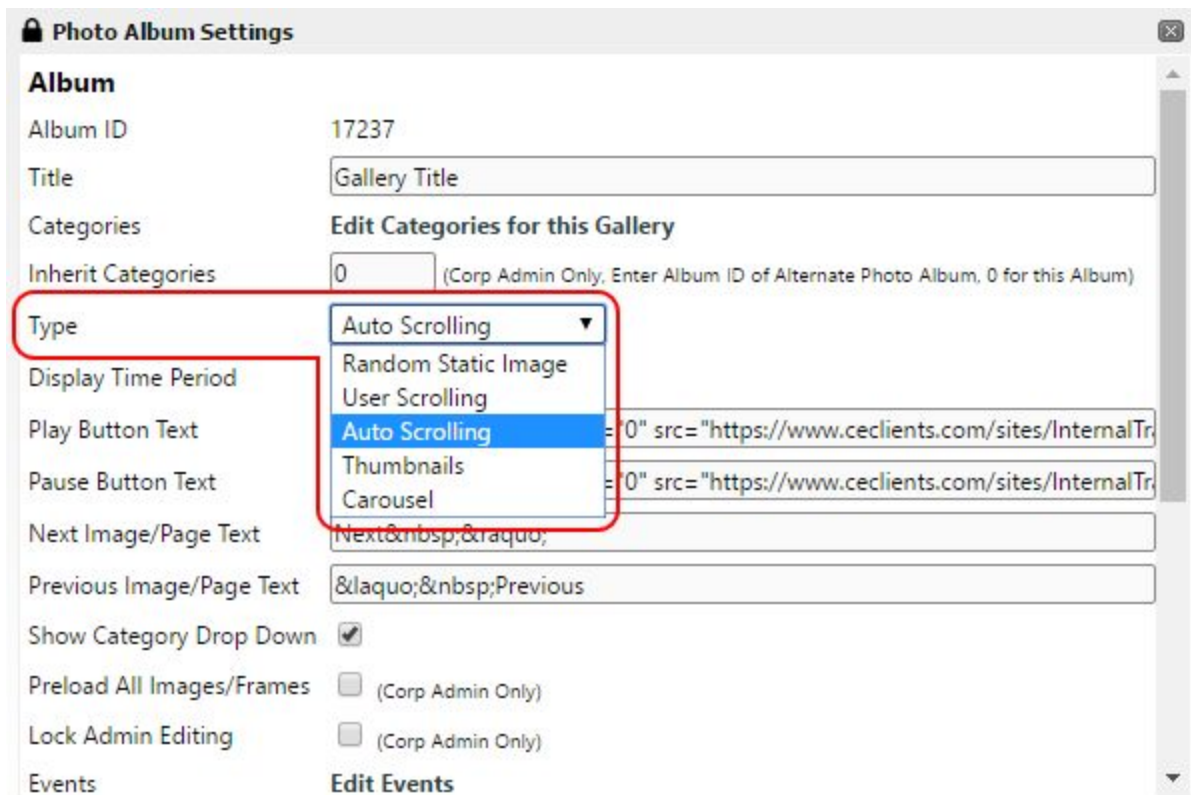 Photo Album Settings
Album
Album ID 17237
Title Gallery Title
Categories Edit Categories for this Gallery
Inherit Categories 0 (Corp Admin Only, Enter Album ID of Alternate Photo Album, 0 for this Album)
Type Auto Scrolling
Random Static Image
Display Time Period
User Scrolling
Play Button Text Auto Scrolling ="0" src="https://www.ceclients.com/sites/InternalTr
Thumbnails
Pause Button Text ="0" src="https://www.ceclients.com/sites/InternalTr
Carousel
Next Image/Page Text Next&nbsp;&raquo;
Previous Image/Page Text &laquo;&nbsp;Previous
Show Category Drop Down
Preload All Images/Frames (Corp Admin Only)
Lock Admin Editing (Corp Admin Only)
Events Edit Events